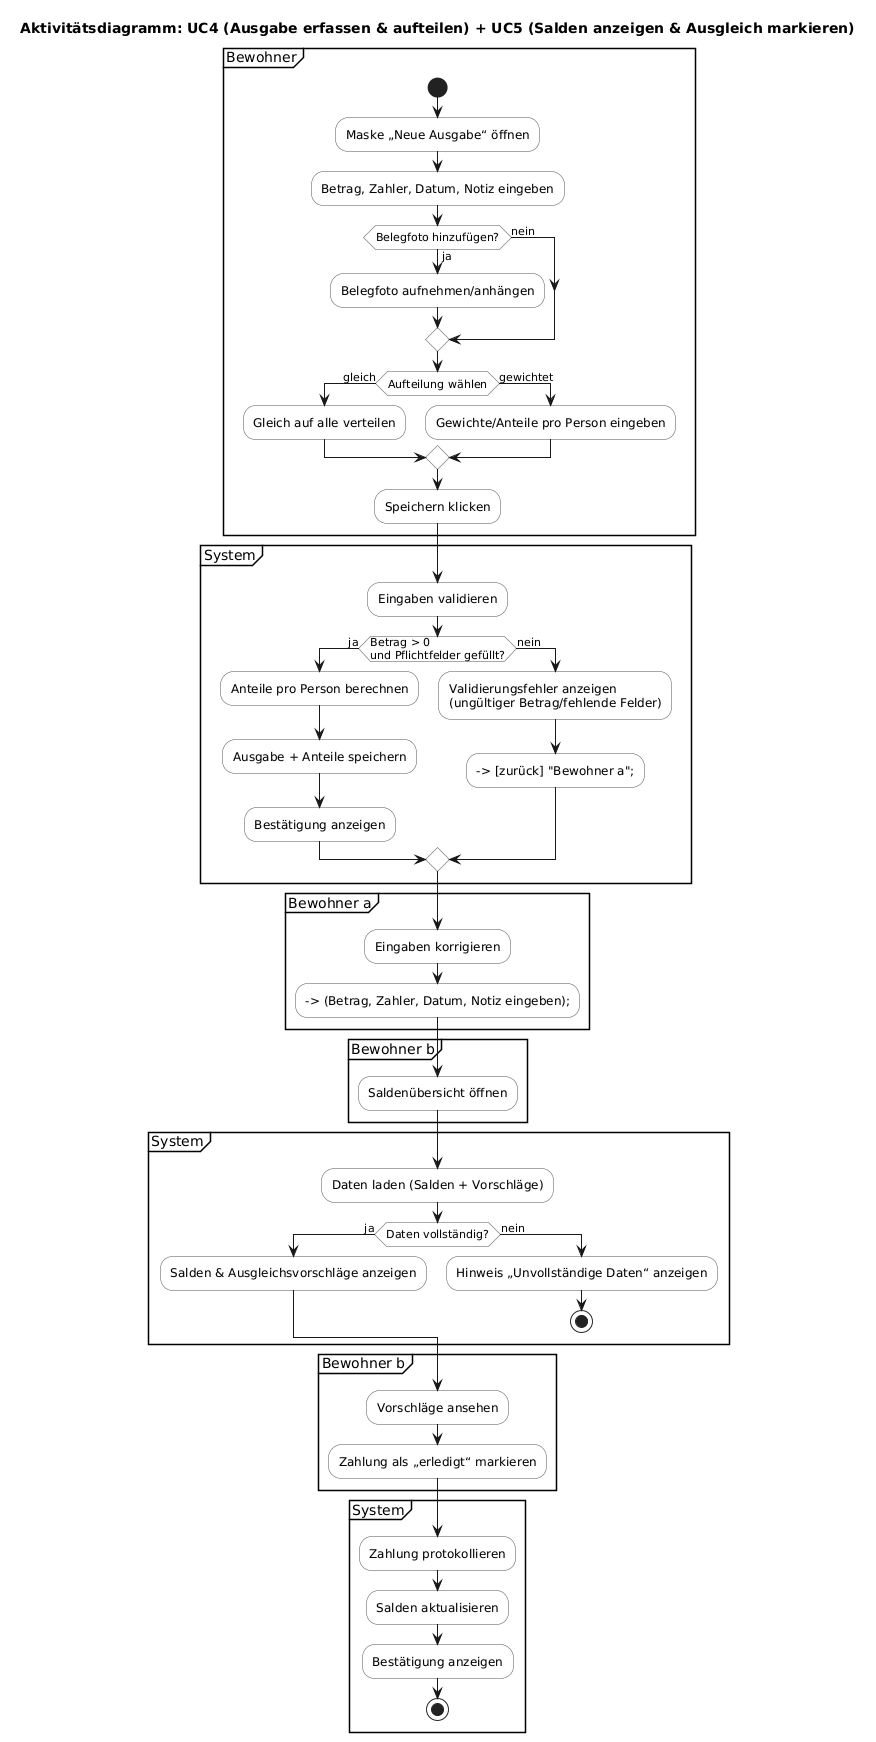 Aktivitätsdiagramm: UC4 (Ausgabe erfassen & aufteilen) + UC5 (Salden anzeigen & Ausgleich markieren)
Bewohner
Maske „Neue Ausgabe“ öffnen
Betrag, Zahler, Datum, Notiz eingeben
Belegfoto hinzufügen?
nein
ja
Belegfoto aufnehmen/anhängen
gleich
Aufteilung wählen
gewichtet
Gleich auf alle verteilen
Gewichte/Anteile pro Person eingeben
Speichern klicken
System
Eingaben validieren
ja
Betrag > 0
und Pflichtfelder gefüllt?
nein
Anteile pro Person berechnen
Validierungsfehler anzeigen
(ungültiger Betrag/fehlende Felder)
Ausgabe + Anteile speichern
-> [zurück] "Bewohner a";
Bestätigung anzeigen
Bewohner a
Eingaben korrigieren
-> (Betrag, Zahler, Datum, Notiz eingeben);
Bewohner b
Saldenübersicht öffnen
System
Daten laden (Salden + Vorschläge)
ja
Daten vollständig?
nein
Salden & Ausgleichsvorschläge anzeigen
Hinweis „Unvollständige Daten“ anzeigen
Bewohner b
Vorschläge ansehen
Zahlung als „erledigt“ markieren
System
Zahlung protokollieren
Salden aktualisieren
Bestätigung anzeigen